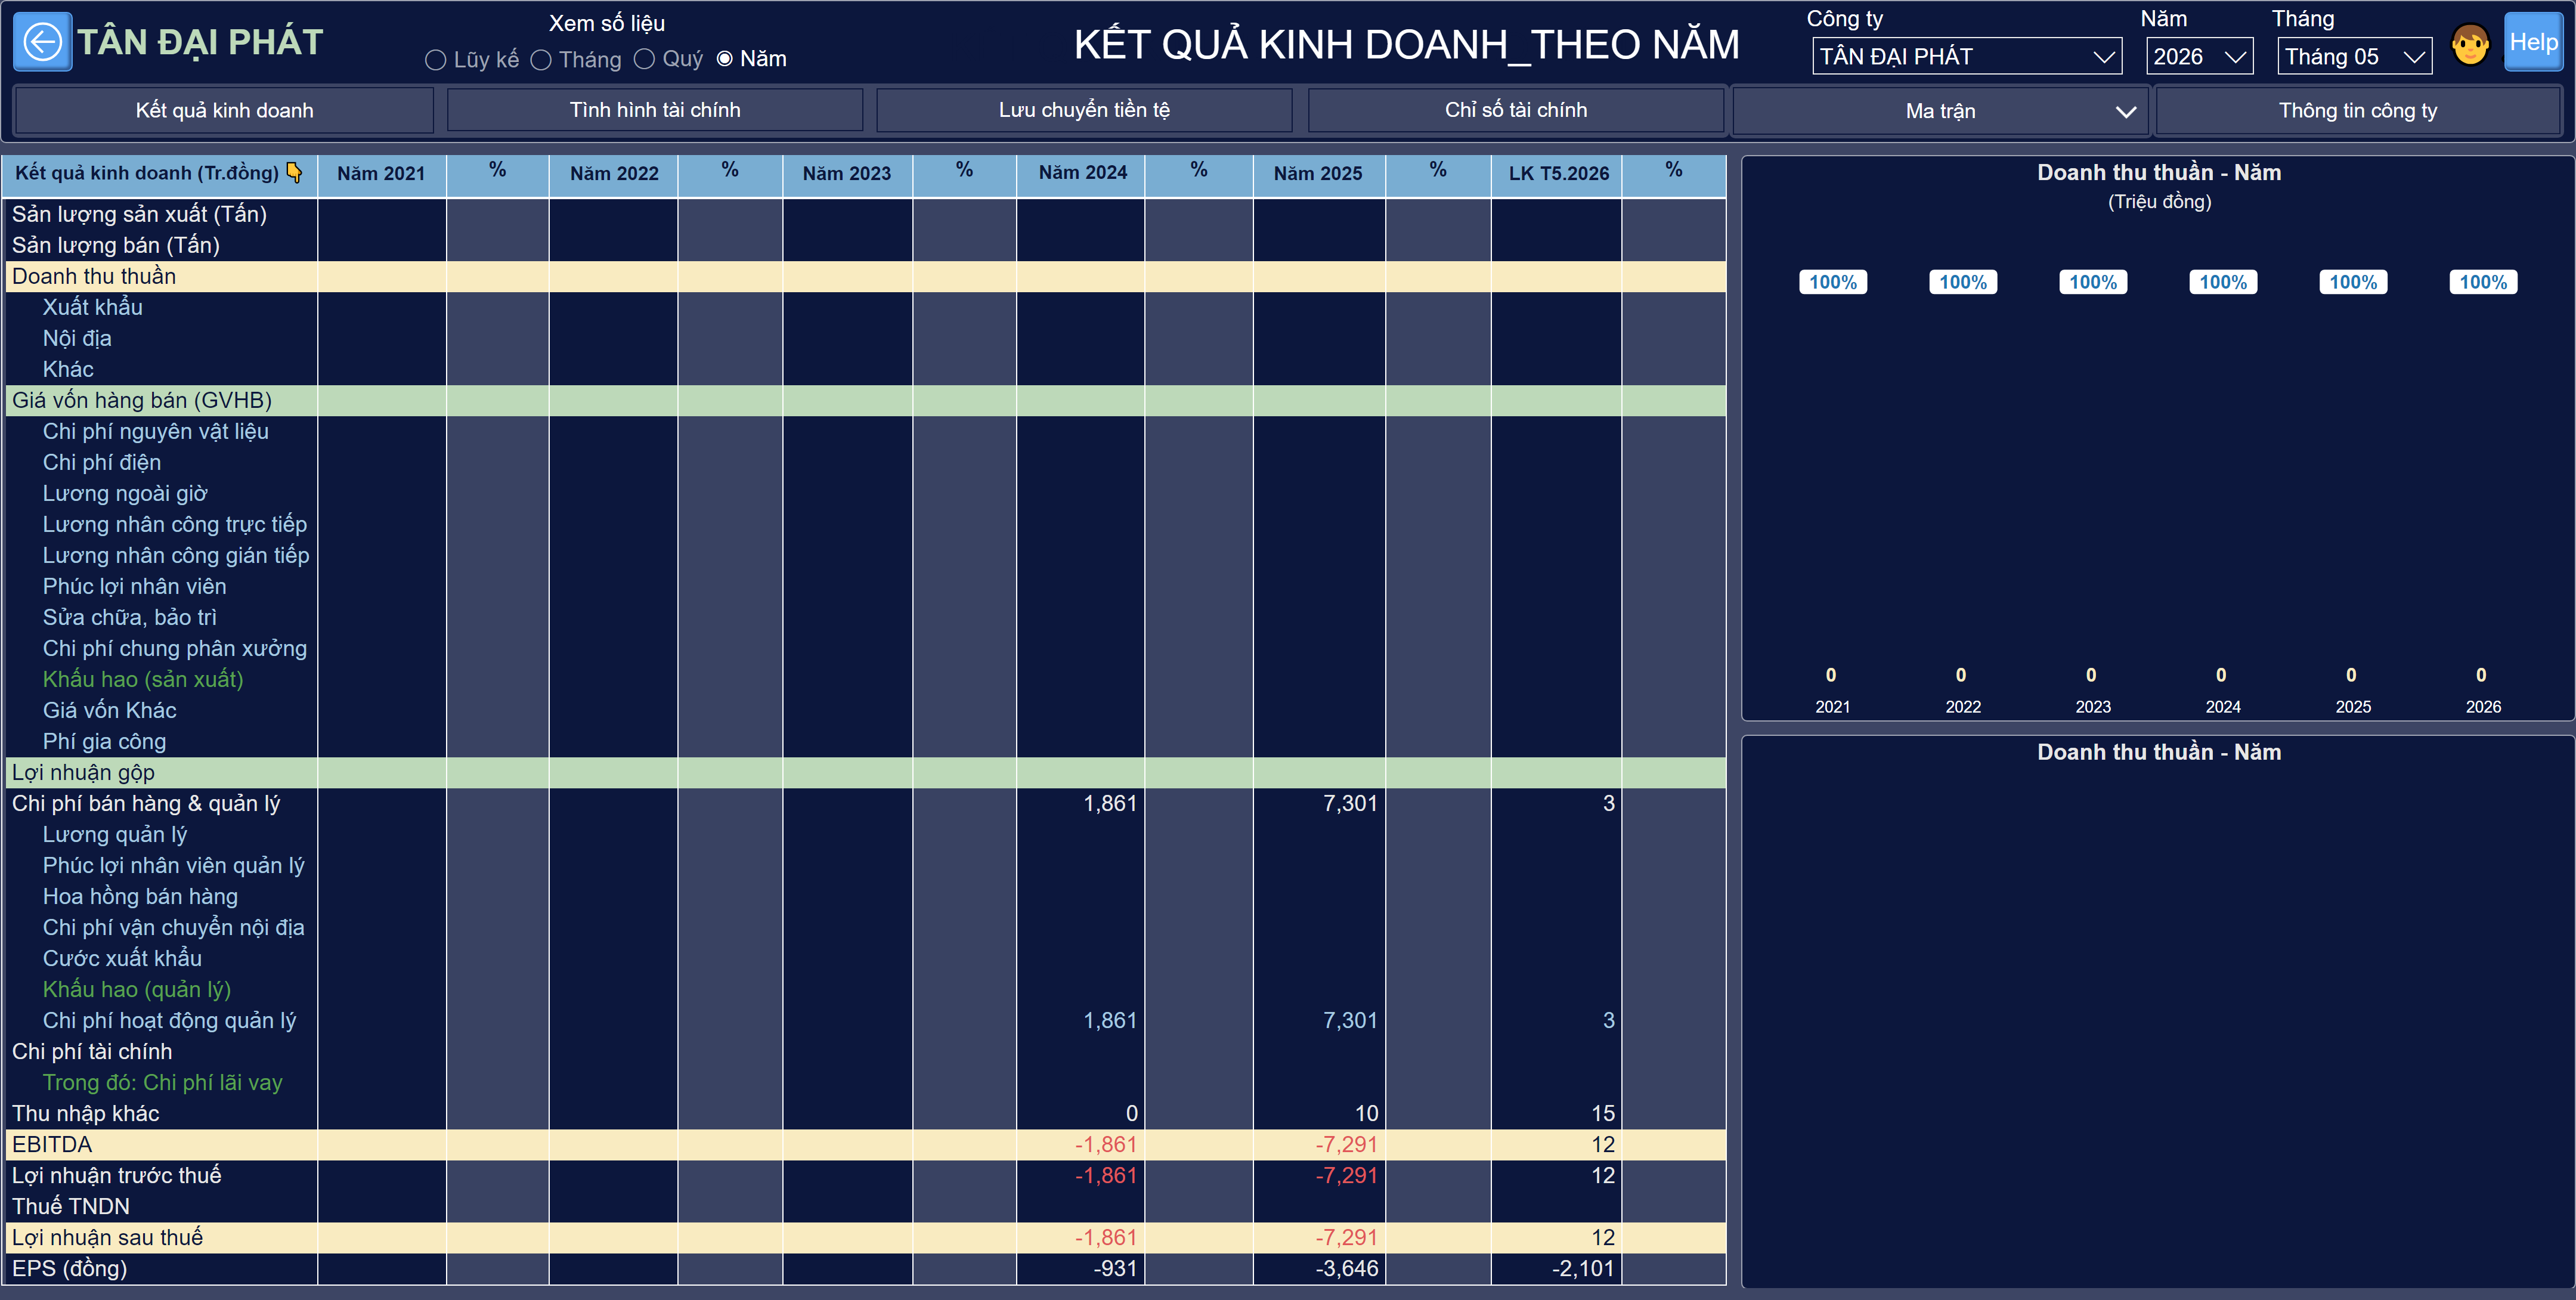 TÂN ĐẠI PHÁT
Xem số liệu
Lũy kế Tháng Quý Năm
KẾT QUẢ KINH DOANH_THEO NĂM
Công ty Năm Tháng
TÂN ĐẠI PHÁT 2026 Tháng 05
Help
Kết quả kinh doanh Tình hình tài chính Lưu chuyển tiền tệ Chỉ số tài chính Ma trận Thông tin công ty
Kết quả kinh doanh (Tr.đồng) Năm 2021 % Năm 2022 % Năm 2023 % Năm 2024 % Năm 2025 % LK T5.2026 %
Sản lượng sản xuất (Tấn)
Sản lượng bán (Tấn)
Doanh thu thuần
Xuất khẩu
Nội địa
Khác
Giá vốn hàng bán (GVHB)
Chi phí nguyên vật liệu
Chi phí điện
Lương ngoài giờ
Lương nhân công trực tiếp
Lương nhân công gián tiếp
Phúc lợi nhân viên
Sửa chữa, bảo trì
Chi phí chung phân xưởng
Khấu hao (sản xuất)
Giá vốn Khác
Phí gia công
Lợi nhuận gộp
Chi phí bán hàng & quản lý 1,861 7,301 3
Lương quản lý
Phúc lợi nhân viên quản lý
Hoa hồng bán hàng
Chi phí vận chuyển nội địa
Cước xuất khẩu
Khấu hao (quản lý)
Chi phí hoạt động quản lý 1,861 7,301 3
Chi phí tài chính
Trong đó: Chi phí lãi vay
Thu nhập khác 0 10 15
EBITDA -1,861 -7,291 12
Lợi nhuận trước thuế -1,861 -7,291 12
Thuế TNDN
Lợi nhuận sau thuế -1,861 -7,291 12
EPS (đồng) -931 -3,646 -2,101
Doanh thu thuần - Năm
(Triệu đồng)
100% 100% 100% 100% 100% 100%
0 0 0 0 0 0
2021 2022 2023 2024 2025 2026
Doanh thu thuần - Năm